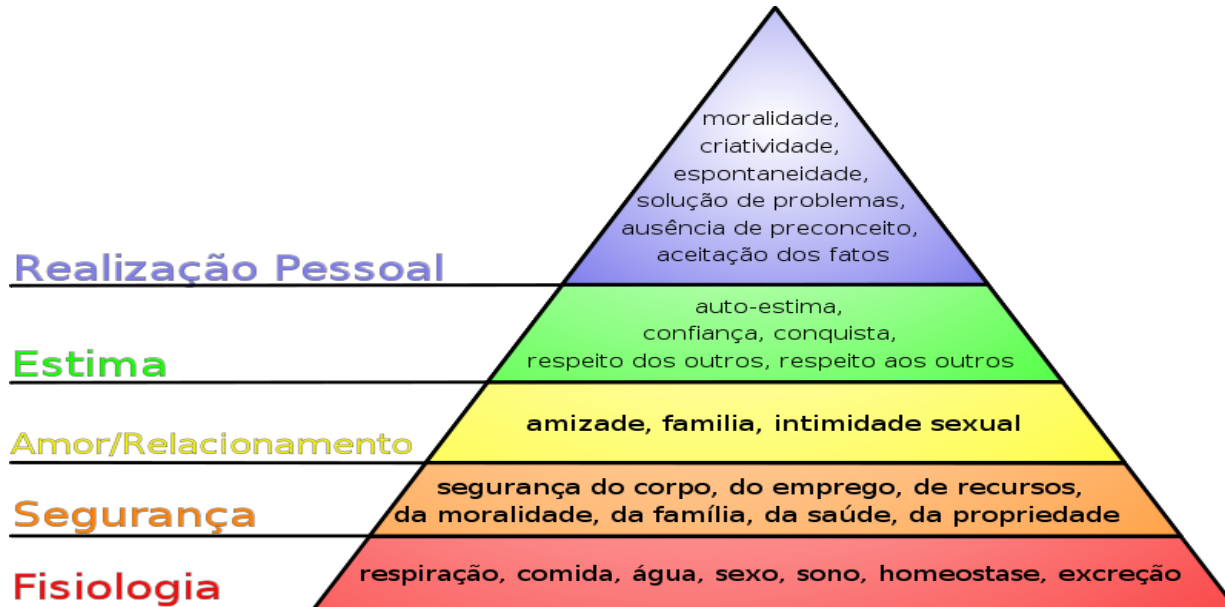 moralidade,
criatividade,
espontaneidade,
solução de problemas,
ausência de preconceito,
aceitação dos fatos
Realização Pessoal
auto-estima,
confiança, conquista,
respeito dos outros, respeito aos outros
Estima
amizade, familia, intimidade sexual
Amor/Relacionamento
segurança do corpo, do emprego, de recursos,
da moralidade, da família, da saúde, da propriedade
Segurança
respiração, comida, água, sexo, sono, homeostase, excreção
Fisiologia